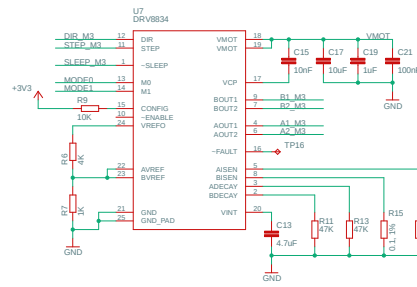 U7
DRV8834
DIR_M3 12 DIR VMOT 18 VMOT
STEP_M3 11 STEP VMOT 19
SLEEP_M3 1 ~SLEEP
C15 10nF
C17 10uF
C19 1uF
C21 100n
MODE0 13 M0 VCP 17
MODE1 14 M1
+3V3
R9
10K
15 CONFIG BOUT1 9 B1_M3
10 ~ENABLE BOUT2 7 B2_M3
24 VREFO
AOUT1 4 A1_M3
AOUT2 6 A2_M3
GND
R6
4K
~FAULT 16 TP16
22 AVREF AISEN 5
23 BVREF BISEN 8
ADECAY 3
BDECAY 2
R7
1K
21 GND VINT 20
25 GND_PAD
C13
4.7uF
R11
47K
R13
47K
R15
0.1, 1%
GND
GND